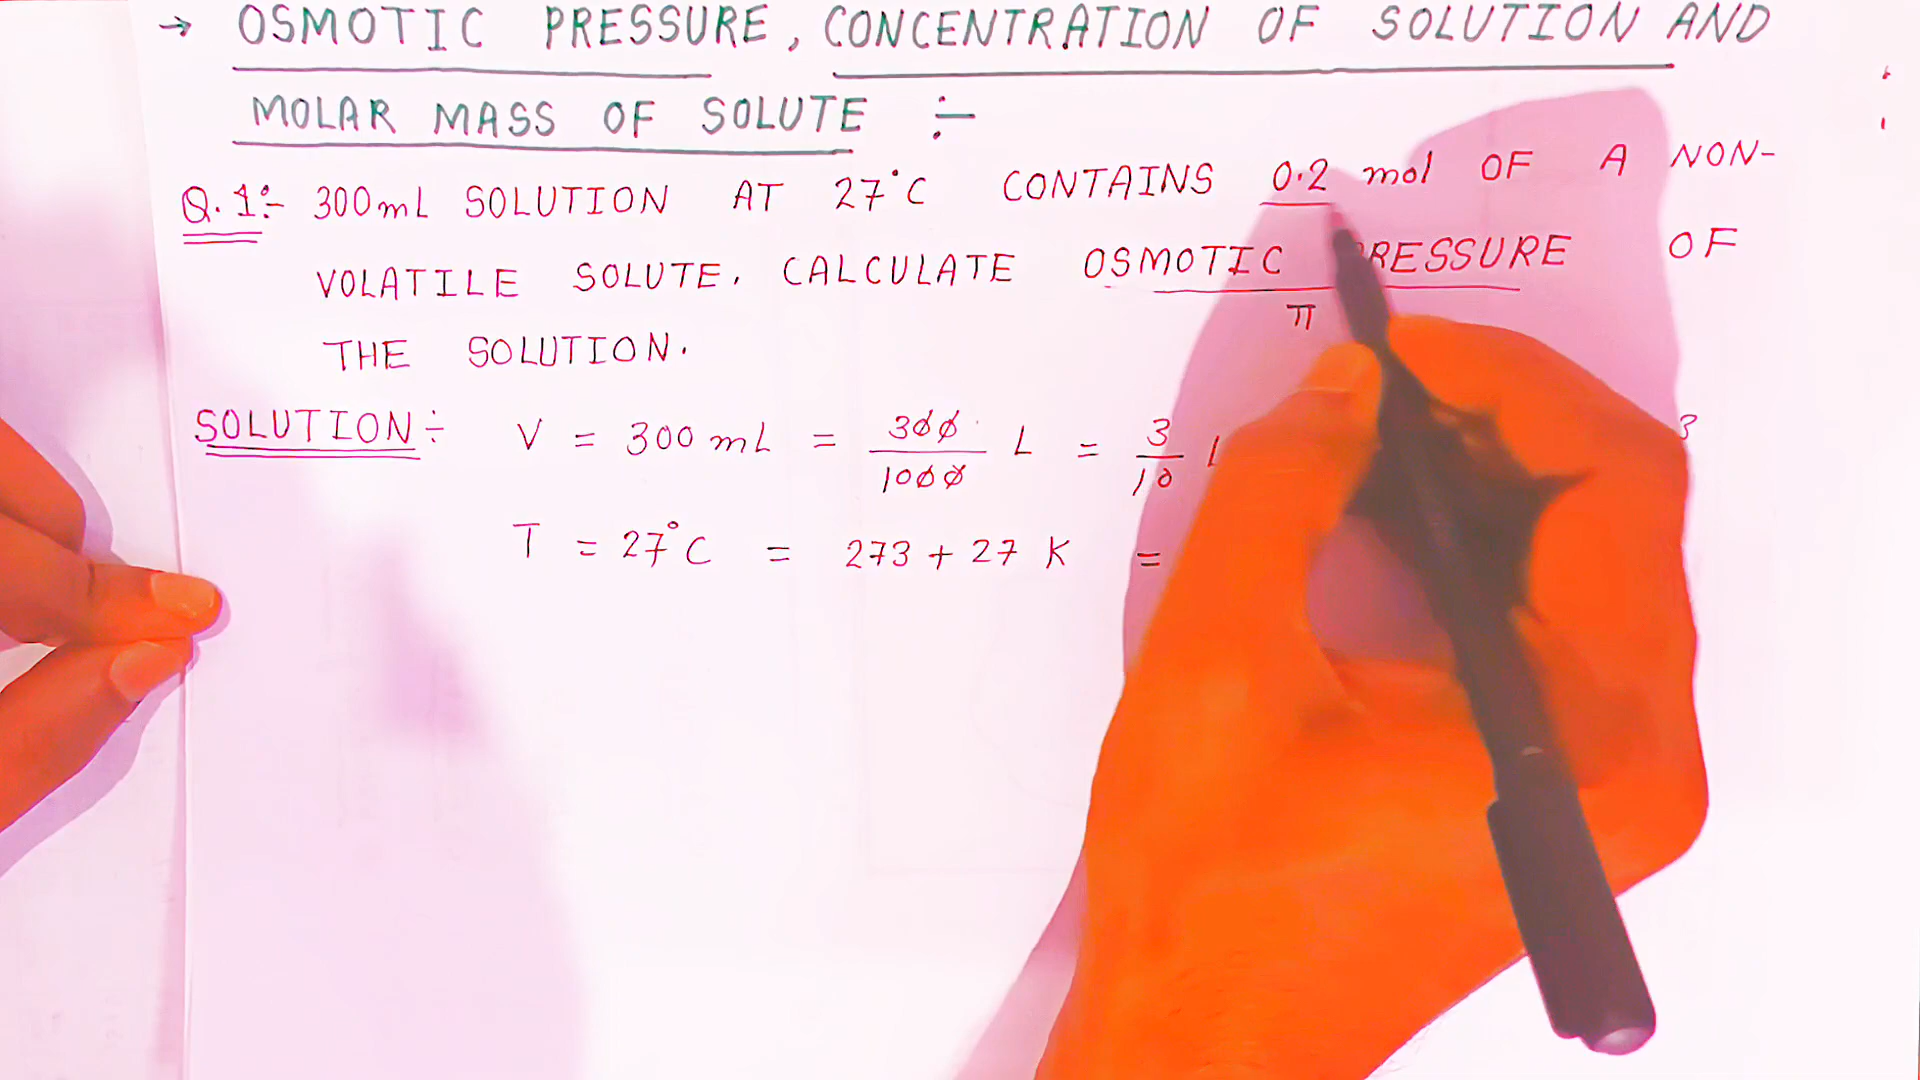 → OSMOTIC PRESSURE, CONCENTRATION OF SOLUTION AND
MOLAR MASS OF SOLUTE :-
Q.1:- 300mL SOLUTION AT 27°C CONTAINS 0.2 mol OF A NON-
VOLATILE SOLUTE. CALCULATE OSMOTIC PRESSURE OF
π
THE SOLUTION.
SOLUTION:- V = 300 mL = 300/1000 L = 3/10 L 3
T = 27°C = 273 + 27 K =